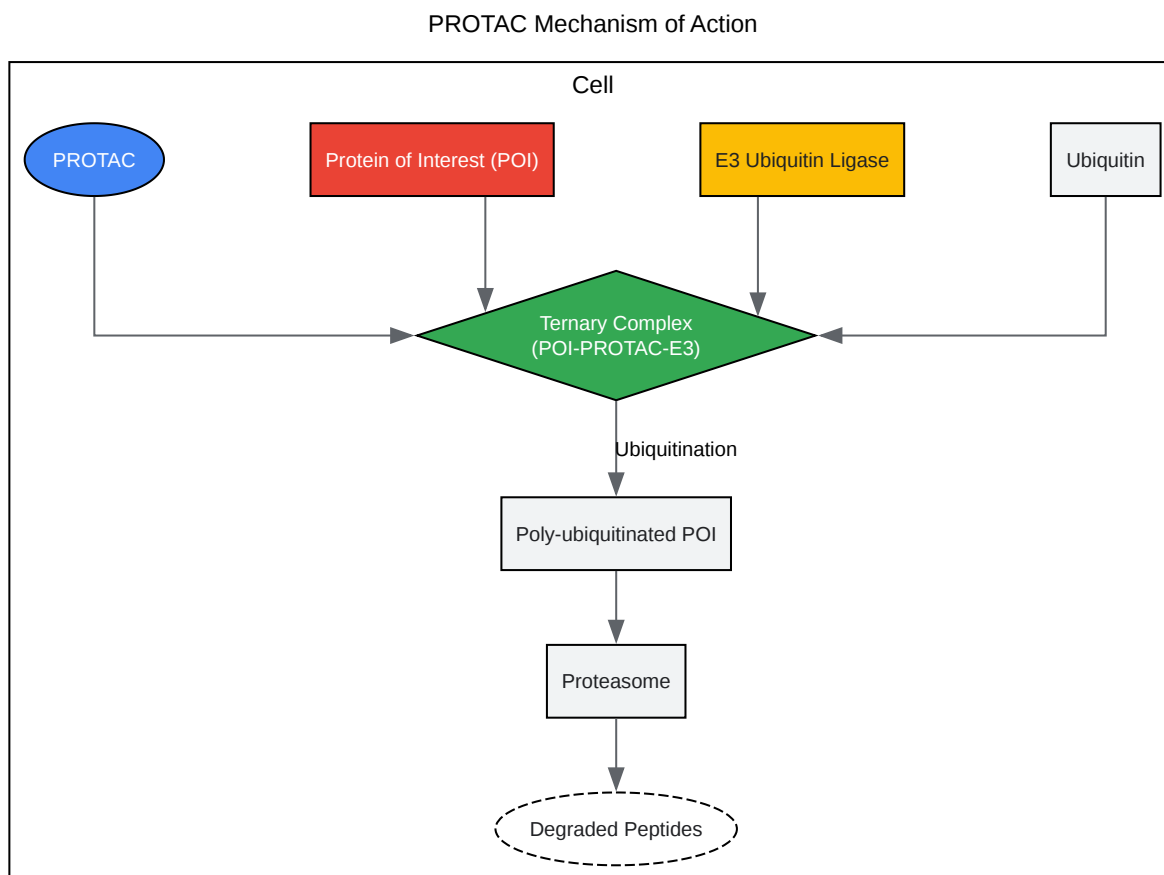 PROTAC Mechanism of Action
Cell
PROTAC
Protein of Interest (POI)
E3 Ubiquitin Ligase
Ubiquitin
Ternary Complex
(POI-PROTAC-E3)
Ubiquitination
Poly-ubiquitinated POI
Proteasome
Degraded Peptides